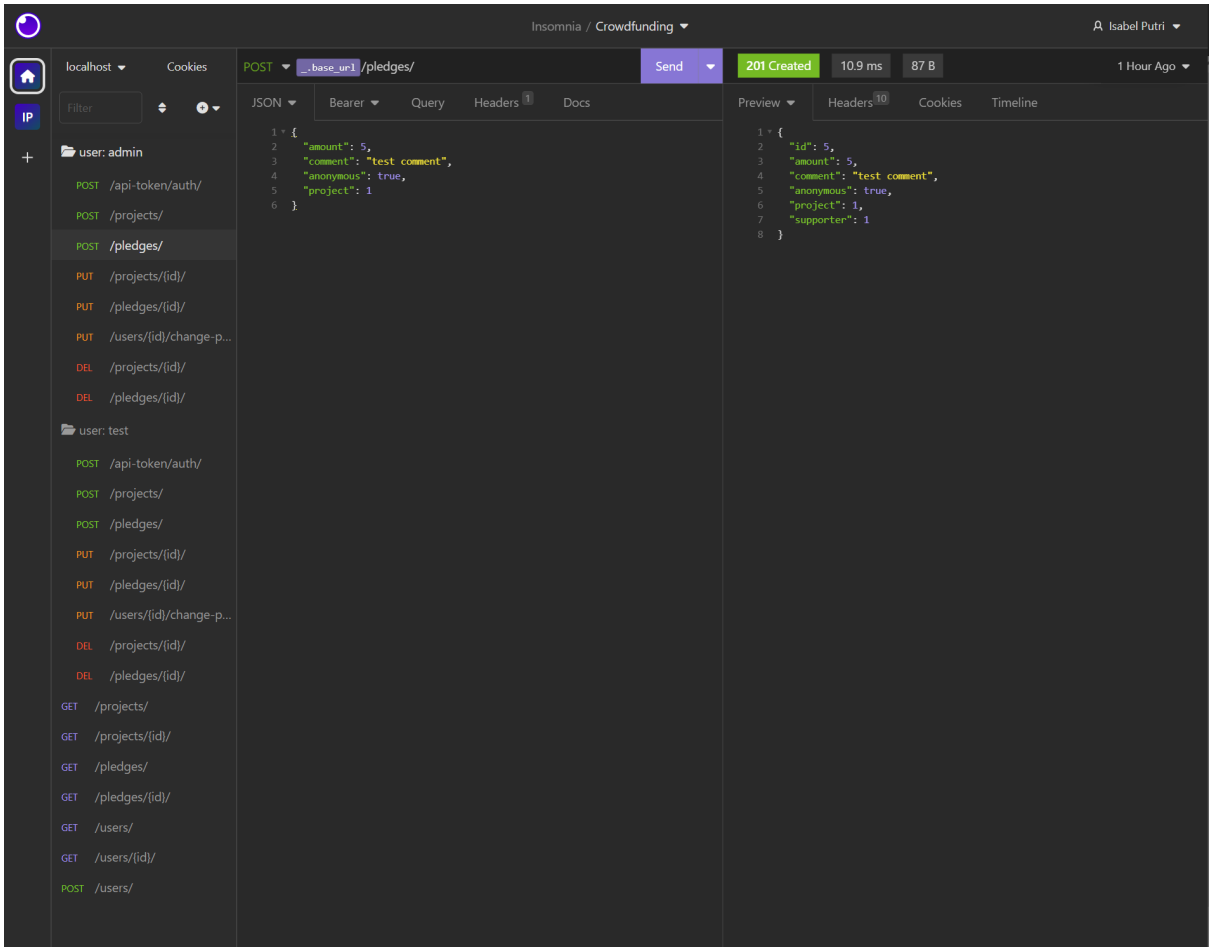 Insomnia / Crowdfunding
Isabel Putri
localhost
Cookies
Filter
IP
user: admin
POST /api-token/auth/
POST /projects/
POST /pledges/
PUT /projects/{id}/
PUT /pledges/{id}/
PUT /users/{id}/change-p...
DEL /projects/{id}/
DEL /pledges/{id}/
user: test
POST /api-token/auth/
POST /projects/
POST /pledges/
PUT /projects/{id}/
PUT /pledges/{id}/
PUT /users/{id}/change-p...
DEL /projects/{id}/
DEL /pledges/{id}/
GET /projects/
GET /projects/{id}/
GET /pledges/
GET /pledges/{id}/
GET /users/
GET /users/{id}/
POST /users/
POST _.base_url /pledges/ Send
JSON Bearer Query Headers 1 Docs
1 {
2 "amount": 5,
3 "comment": "test comment",
4 "anonymous": true,
5 "project": 1
6 }
201 Created 10.9 ms 87 B 1 Hour Ago
Preview Headers 10 Cookies Timeline
1 {
2 "id": 5,
3 "amount": 5,
4 "comment": "test comment",
5 "anonymous": true,
6 "project": 1,
7 "supporter": 1
8 }